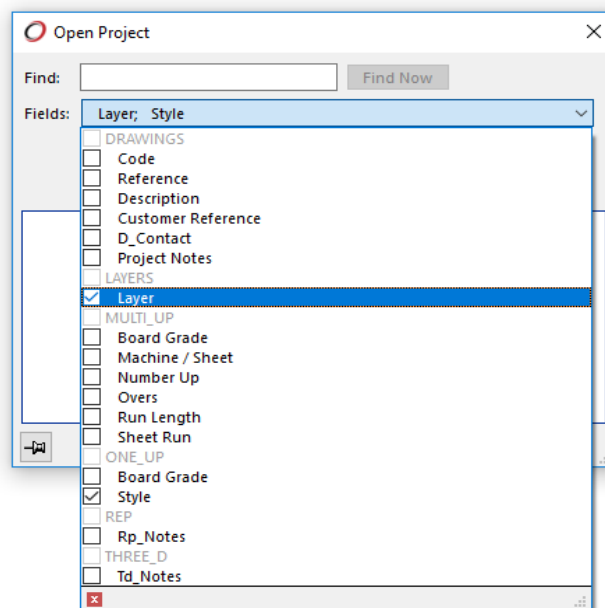 Open Project
Find:
Find Now
Fields:
Layer; Style
DRAWINGS
Code
Reference
Description
Customer Reference
D_Contact
Project Notes
LAYERS
Layer
MULTI_UP
Board Grade
Machine / Sheet
Number Up
Overs
Run Length
Sheet Run
ONE_UP
Board Grade
Style
REP
Rp_Notes
THREE_D
Td_Notes